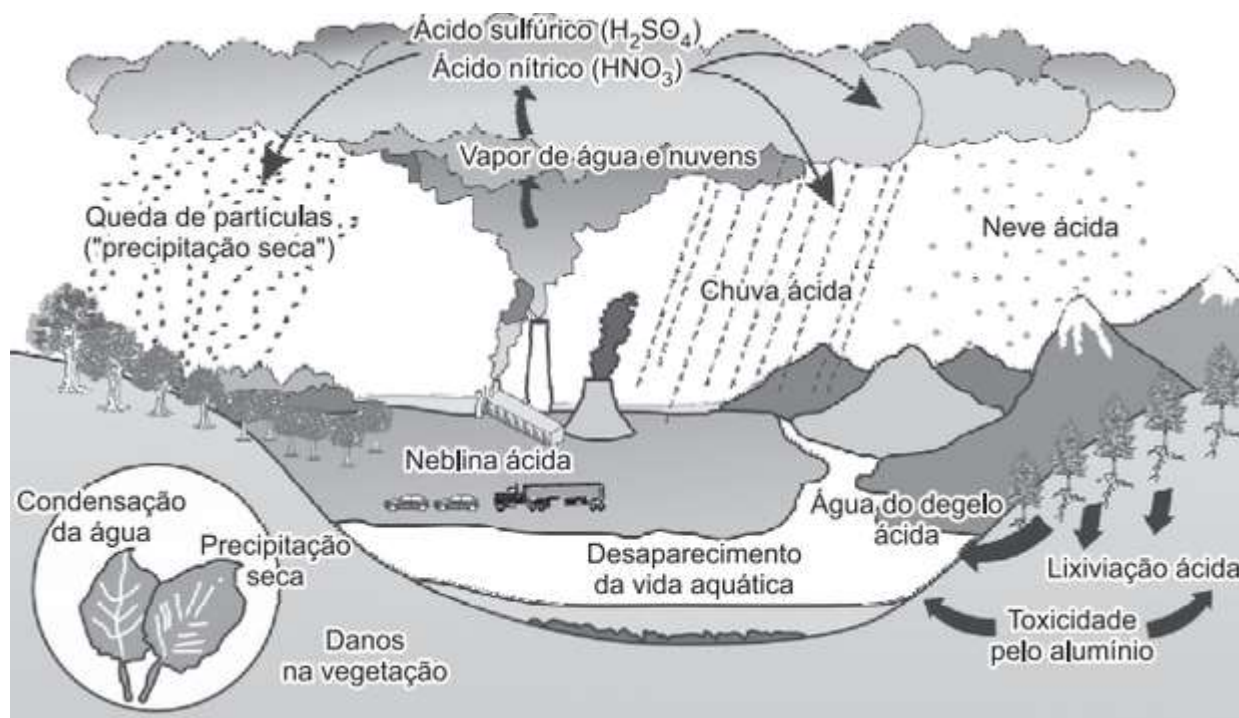 Ácido sulfúrico (H₂SO₄)
Ácido nítrico (HNO₃)
Vapor de água e nuvens
Queda de partículas
("precipitação seca")
Neve ácida
Chuva ácida
Neblina ácida
Condensação
da água
Precipitação
seca
Água do degelo
ácida
Desaparecimento
da vida aquática
Lixiviação ácida
Toxicidade
pelo alumínio
Danos
na vegetação